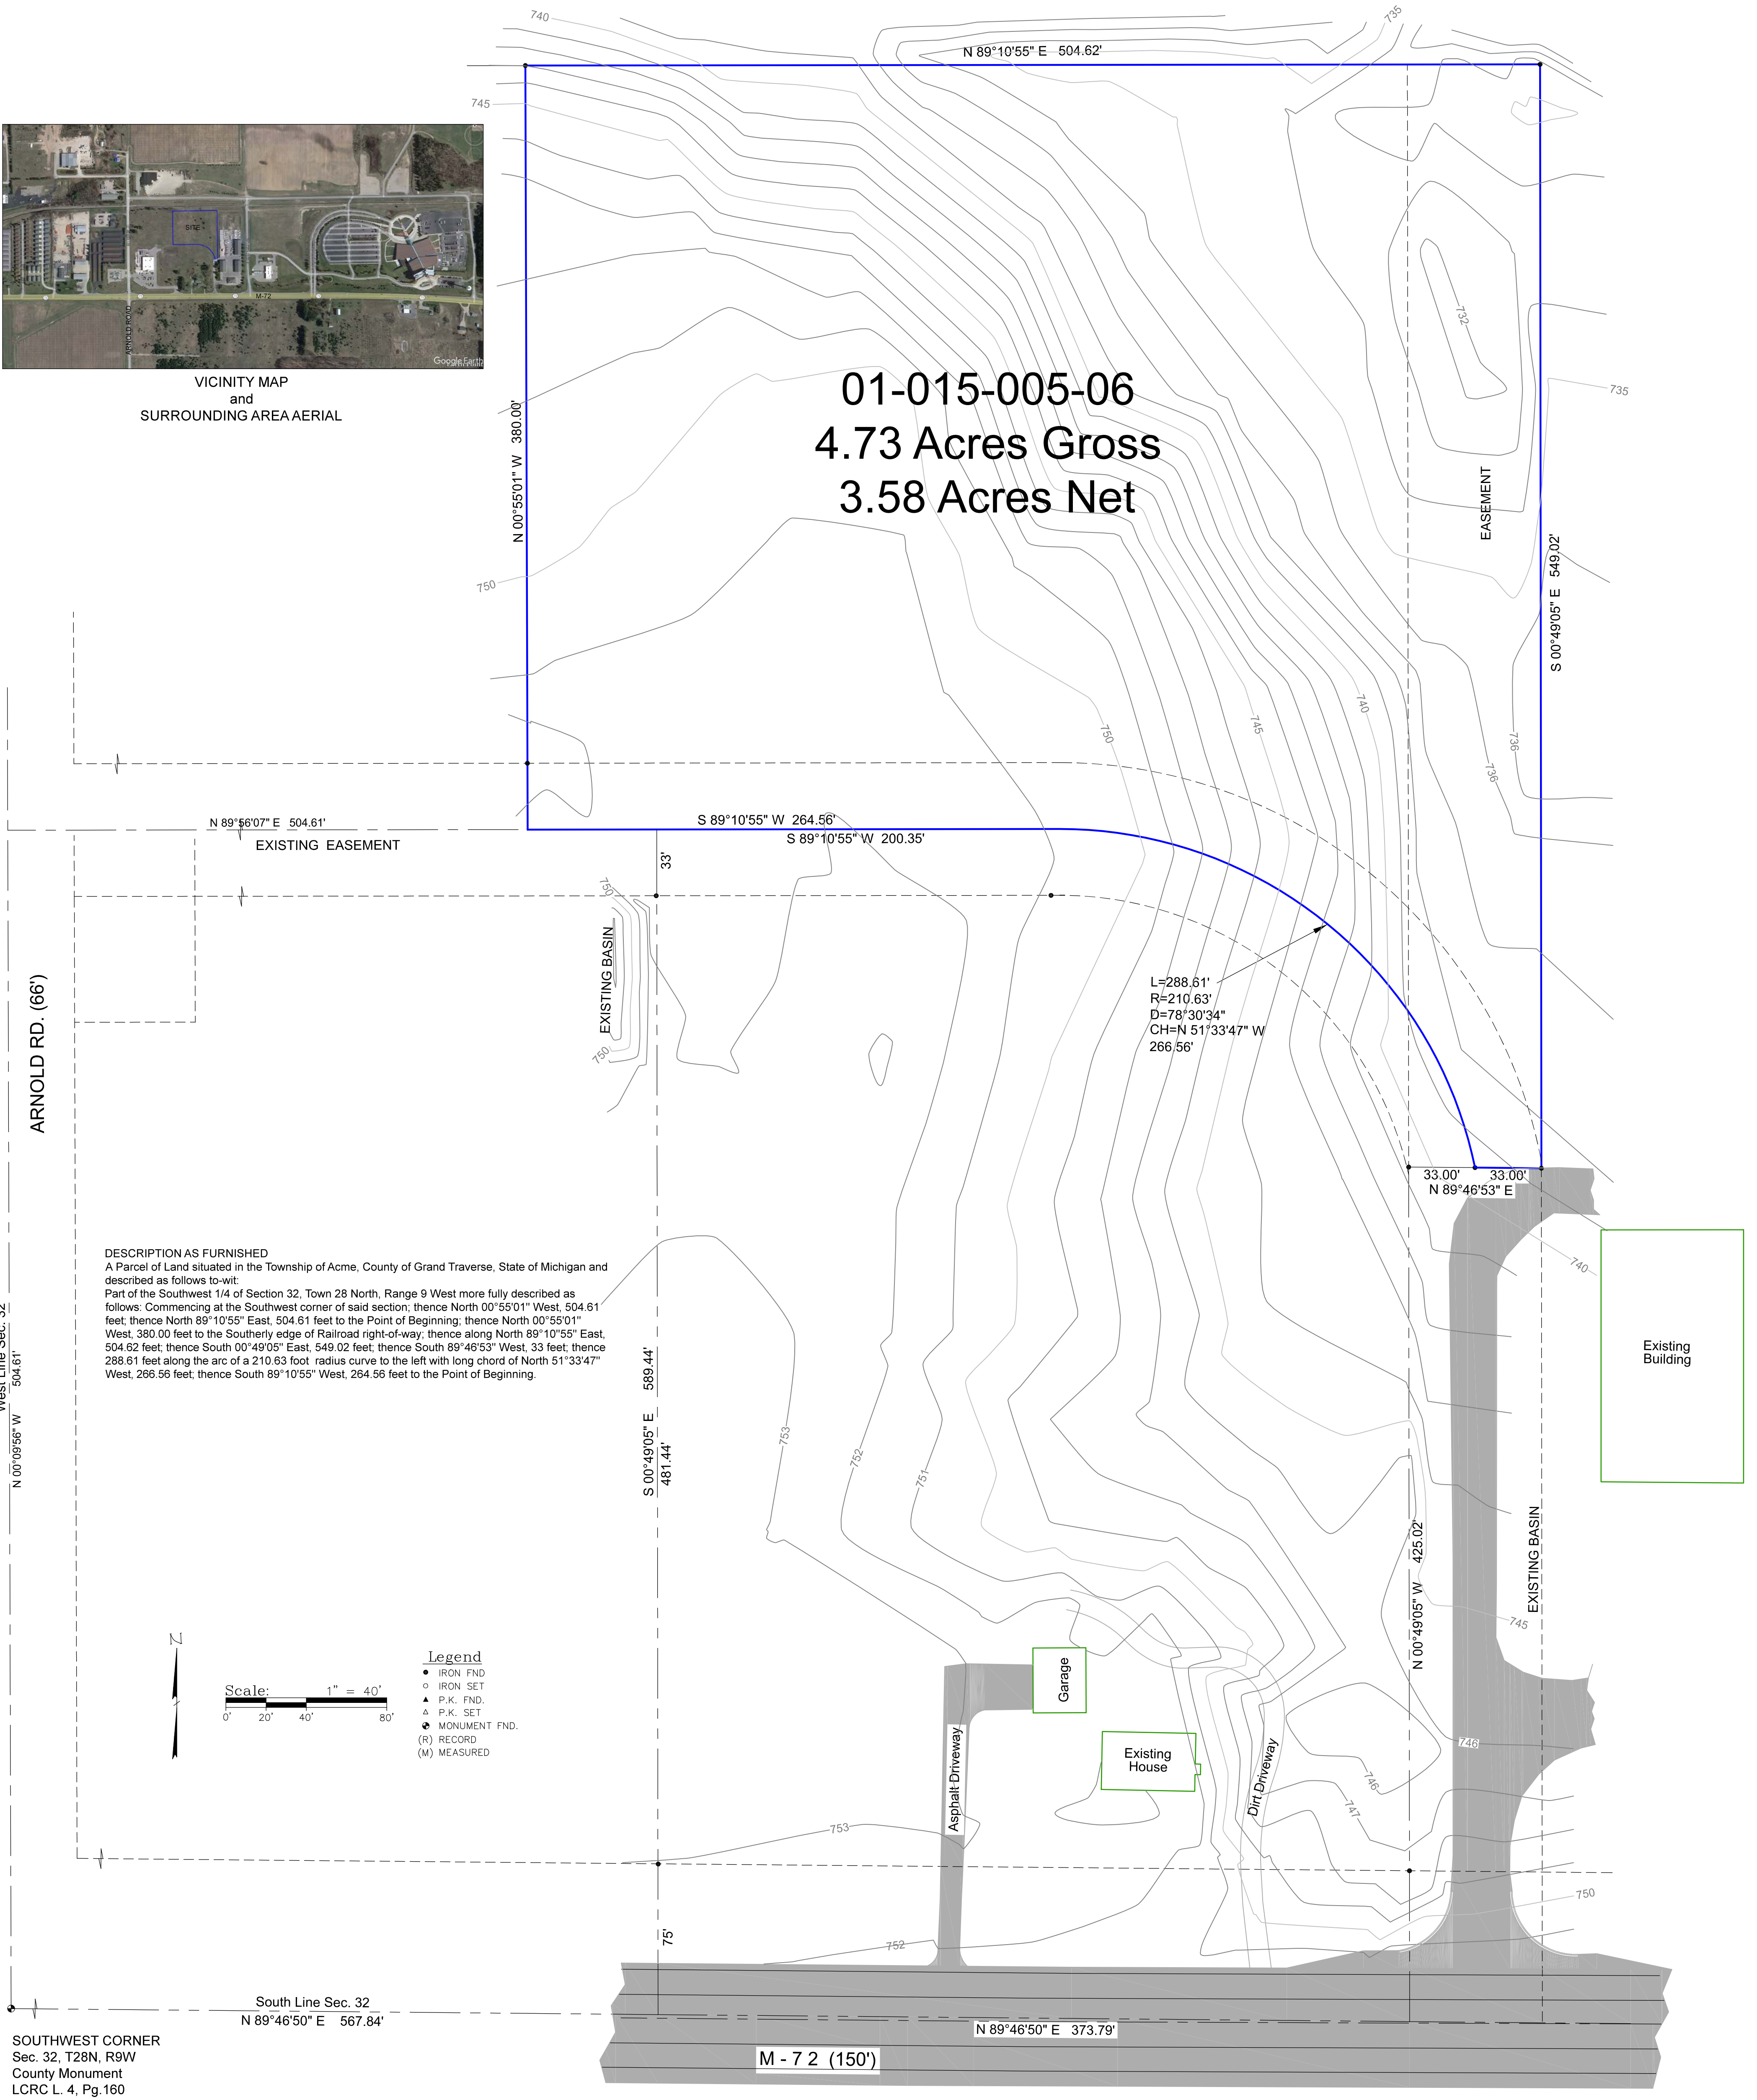 740
735
N 89°10'55" E   504.62'
745
SITE
M-72
ARNOLD ROAD
Google Earth
VICINITY MAP
and
SURROUNDING AREA AERIAL
732
735
01-015-005-06
4.73 Acres Gross
3.58 Acres Net
N 00°55'01" W   380.00'
EASEMENT
S 00°49'05" E   549.02'
750
740
745
750
736
736
N 89°56'07" E   504.61'
EXISTING  EASEMENT
S 89°10'55" W  264.56'
S 89°10'55" W  200.35'
33'
750
EXISTING BASIN
750
ARNOLD RD. (66')
L=288.61'
R=210.63'
D=78°30'34"
CH=N 51°33'47" W
266.56'
33.00'
33.00'
N 89°46'53" E
740
DESCRIPTION AS FURNISHED
A Parcel of Land situated in the Township of Acme, County of Grand Traverse, State of Michigan and
described as follows to-wit:
Part of the Southwest 1/4 of Section 32, Town 28 North, Range 9 West more fully described as
follows: Commencing at the Southwest corner of said section; thence North 00°55'01" West, 504.61
feet; thence North 89°10'55" East, 504.61 feet to the Point of Beginning; thence North 00°55'01"
West, 380.00 feet to the Southerly edge of Railroad right-of-way; thence along North 89°10"55" East,
504.62 feet; thence South 00°49'05" East, 549.02 feet; thence South 89°46'53" West, 33 feet; thence
288.61 feet along the arc of a 210.63 foot  radius curve to the left with long chord of North 51°33'47"
West, 266.56 feet; thence South 89°10'55" West, 264.56 feet to the Point of Beginning.
West Line Sec. 32
N 00°09'56" W   504.61'
Existing
Building
S 00°49'05" E   589.44'
481.44'
753
752
751
N 00°49'05" W   425.02'
EXISTING BASIN
745
N
Scale:   1" = 40'
0'   20'   40'   80'
Legend
IRON FND
IRON SET
P.K. FND.
P.K. SET
MONUMENT FND.
(R) RECORD
(M) MEASURED
Garage
Asphalt Driveway
Existing
House
Dirt Driveway
746
746
747
753
750
75'
752
South Line Sec. 32
N 89°46'50" E   567.84'
N 89°46'50" E   373.79'
M - 7 2  (150')
SOUTHWEST CORNER
Sec. 32, T28N, R9W
County Monument
LCRC L. 4, Pg.160